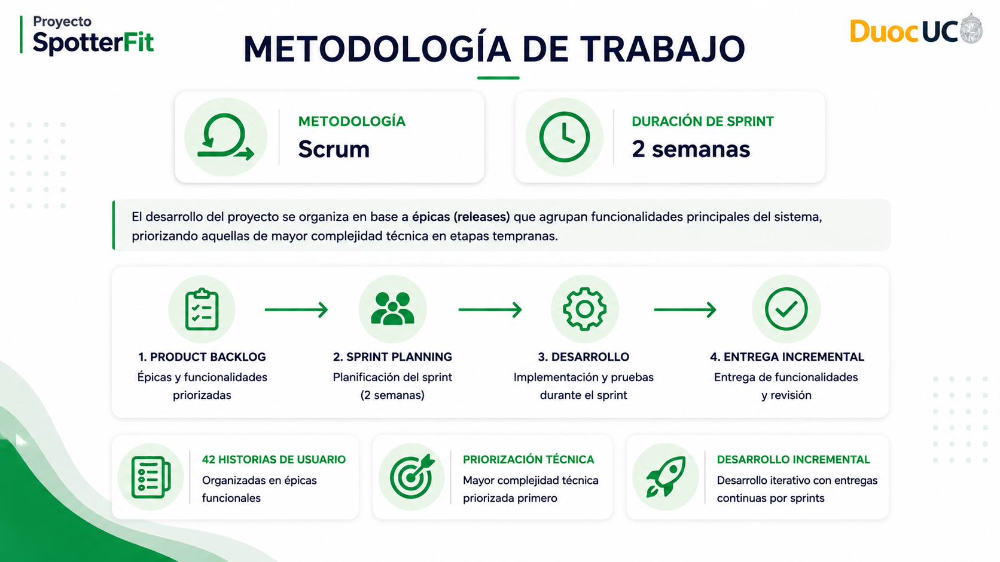 Proyecto
SpotterFit
Duoc UC
METODOLOGÍA DE TRABAJO
METODOLOGÍA
Scrum
DURACIÓN DE SPRINT
2 semanas
El desarrollo del proyecto se organiza en base a épicas (releases) que agrupan funcionalidades principales del sistema,
priorizando aquellas de mayor complejidad técnica en etapas tempranas.
1. PRODUCT BACKLOG
Épicas y funcionalidades
priorizadas
2. SPRINT PLANNING
Planificación del sprint
(2 semanas)
3. DESARROLLO
Implementación y pruebas
durante el sprint
4. ENTREGA INCREMENTAL
Entrega de funcionalidades
y revisión
42 HISTORIAS DE USUARIO
Organizadas en épicas
funcionales
PRIORIZACIÓN TÉCNICA
Mayor complejidad técnica
priorizada primero
DESARROLLO INCREMENTAL
Desarrollo iterativo con entregas
continuas por sprints